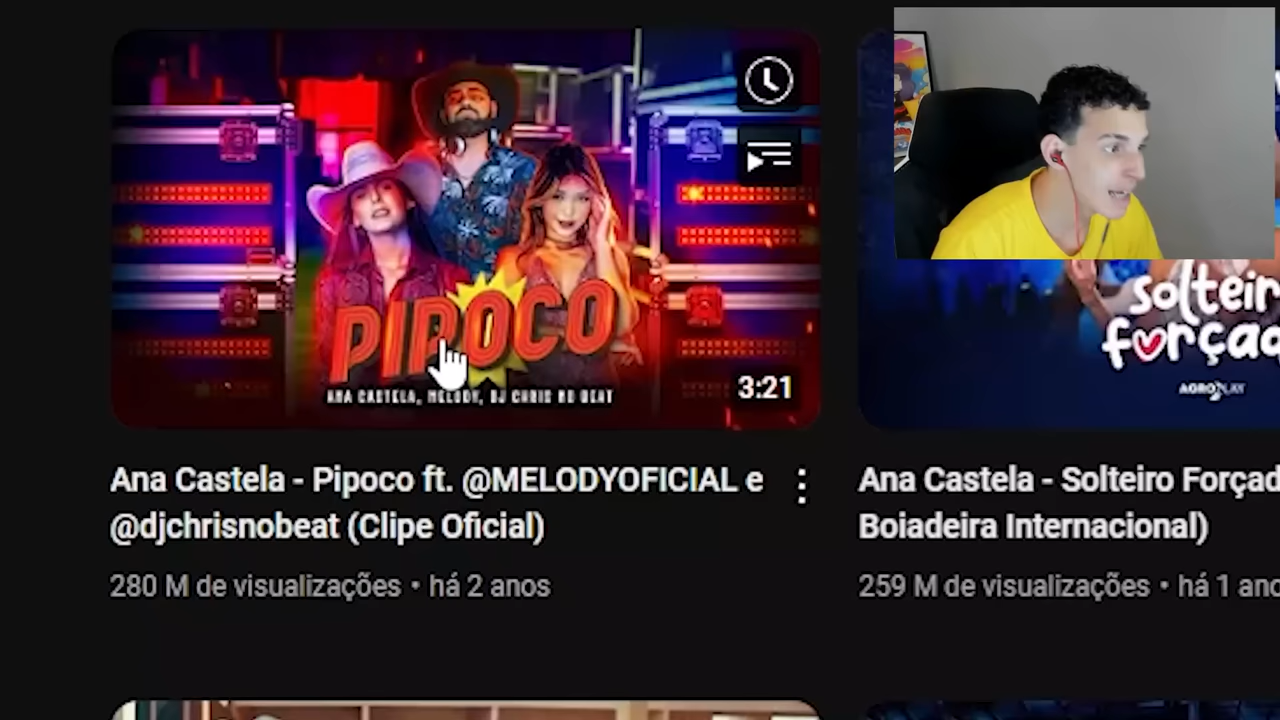 PIPOCO
ANA CASTELA, MELODY, DJ CHRIS NO BEAT
3:21
Ana Castela - Pipoco ft. @MELODYOFICIAL e
@djchrisnobeat (Clipe Oficial)
280 M de visualizações • há 2 anos
solteir
forçad
AGROPLAY
Ana Castela - Solteiro Forçad
Boiadeira Internacional)
259 M de visualizações • há 1 ano